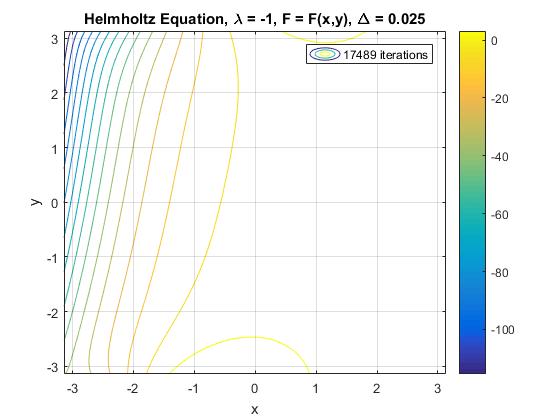 Helmholtz Equation, λ = -1, F = F(x,y), Δ = 0.025
17489 iterations
3
2
1
0
-1
-2
-3
y
-3 -2 -1 0 1 2 3
x
0
-20
-40
-60
-80
-100